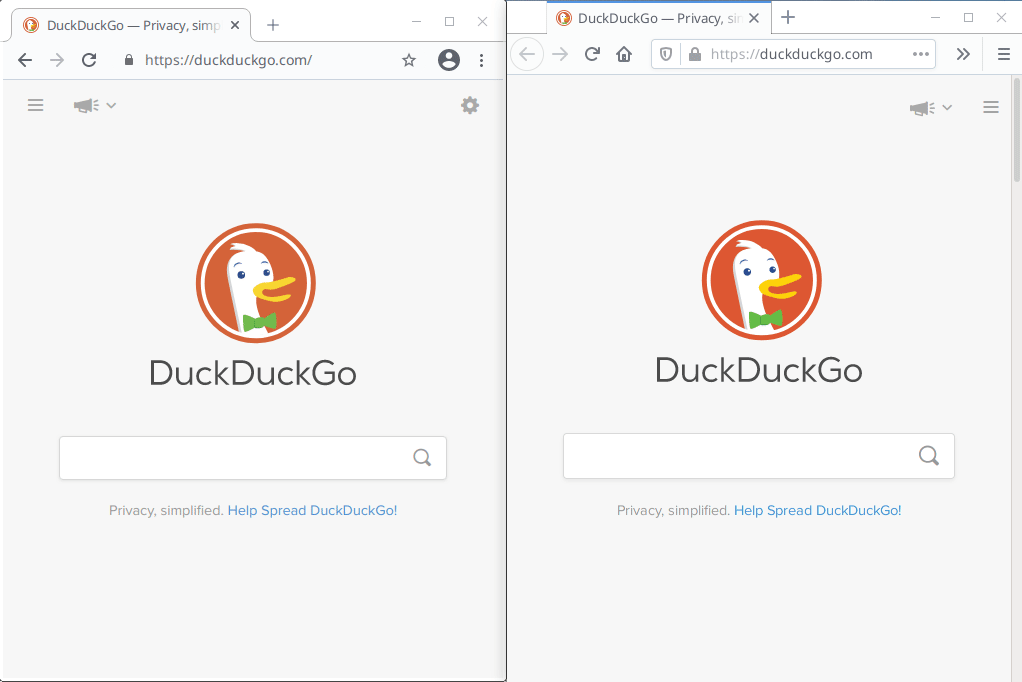 DuckDuckGo — Privacy, simp
https://duckduckgo.com/
DuckDuckGo
Privacy, simplified. Help Spread DuckDuckGo!
DuckDuckGo — Privacy, sin
https://duckduckgo.com
DuckDuckGo
Privacy, simplified. Help Spread DuckDuckGo!